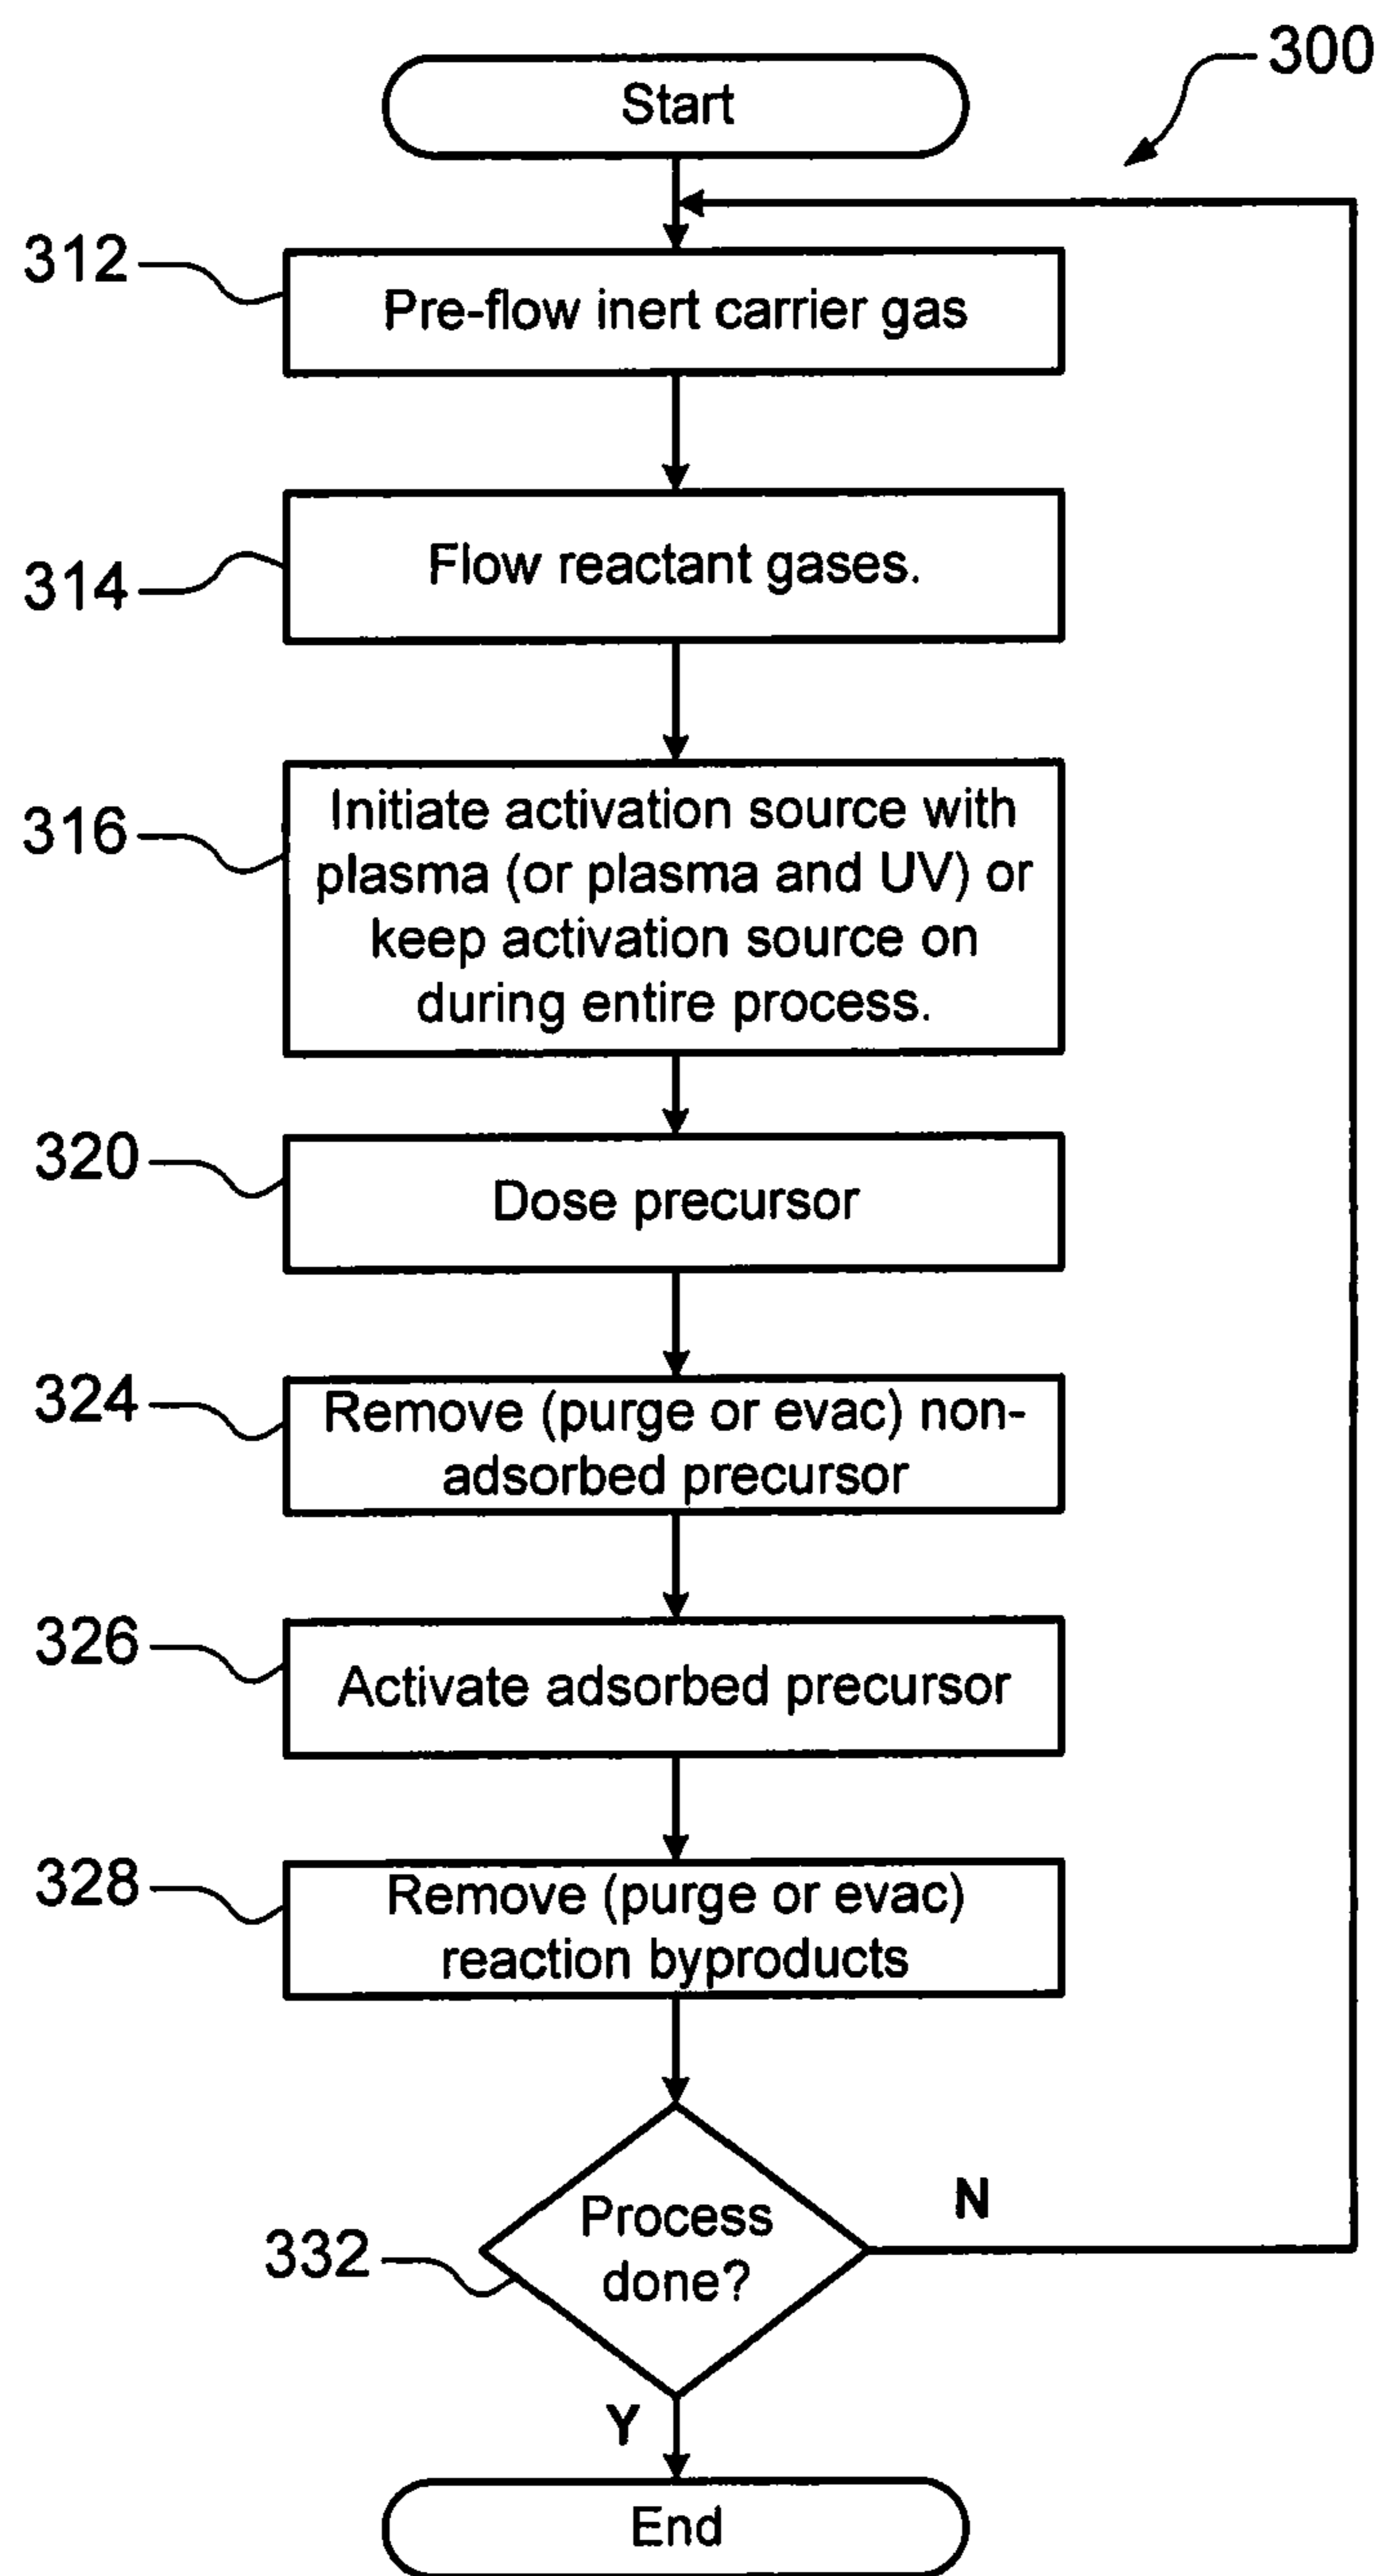 300
Start
312
Pre-flow inert carrier gas
314
Flow reactant gases.
316
Initiate activation source with
plasma (or plasma and UV) or
keep activation source on
during entire process.
320
Dose precursor
324
Remove (purge or evac) non-
adsorbed precursor
326
Activate adsorbed precursor
328
Remove (purge or evac)
reaction byproducts
332
Process
done?
N
Y
End